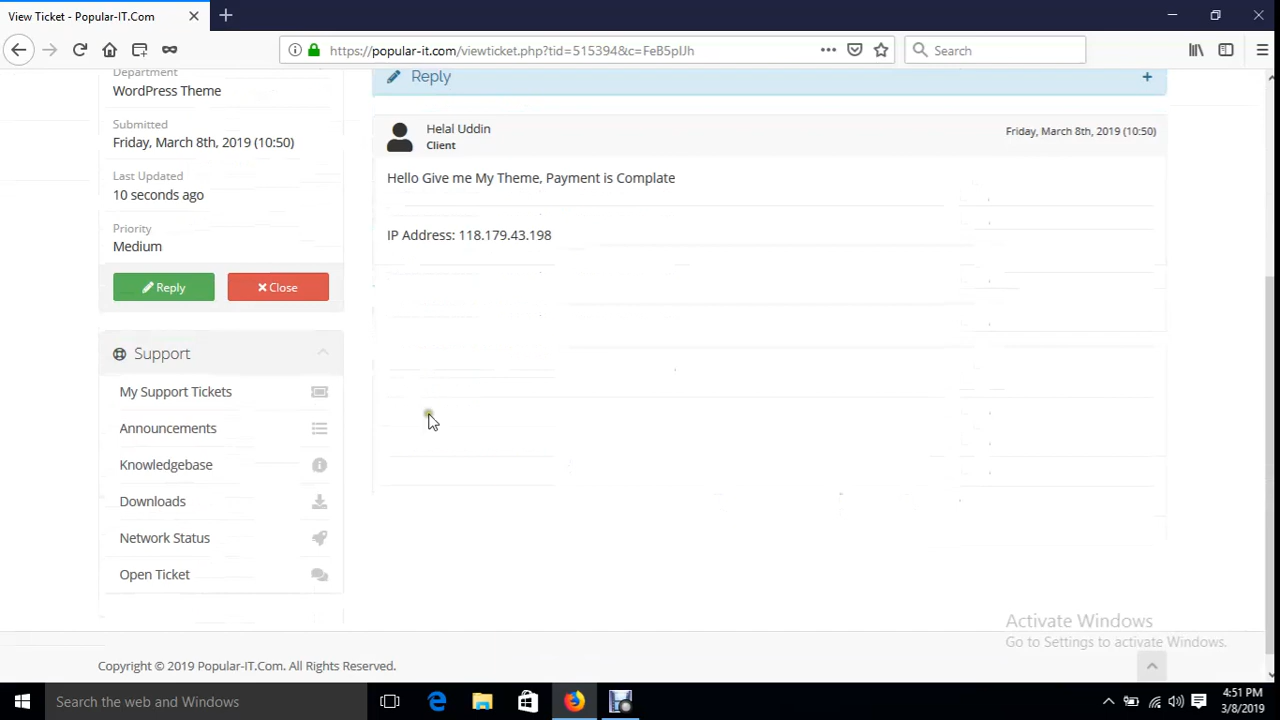 View Ticket - Popular-IT.Com
https://popular-it.com/viewticket.php?tid=515394&c=FeB5pIJh
Search
Department
WordPress Theme
Submitted
Friday, March 8th, 2019 (10:50)
Last Updated
10 seconds ago
Priority
Medium
Reply
Close
Support
My Support Tickets
Announcements
Knowledgebase
Downloads
Network Status
Open Ticket
Reply
Helal Uddin
Client
Friday, March 8th, 2019 (10:50)
Hello Give me My Theme, Payment is Complate
IP Address: 118.179.43.198
Activate Windows
Go to Settings to activate Windows.
Copyright © 2019 Popular-IT.Com. All Rights Reserved.
Search the web and Windows
4:51 PM
3/8/2019